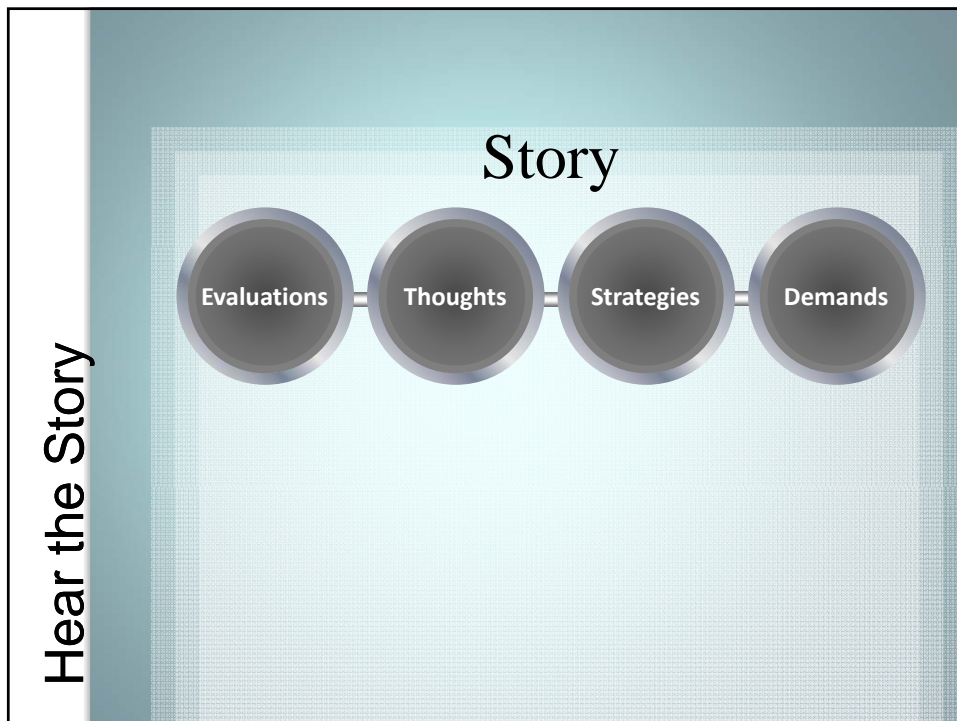 Hear the Story
Story
Evaluations
Thoughts
Strategies
Demands